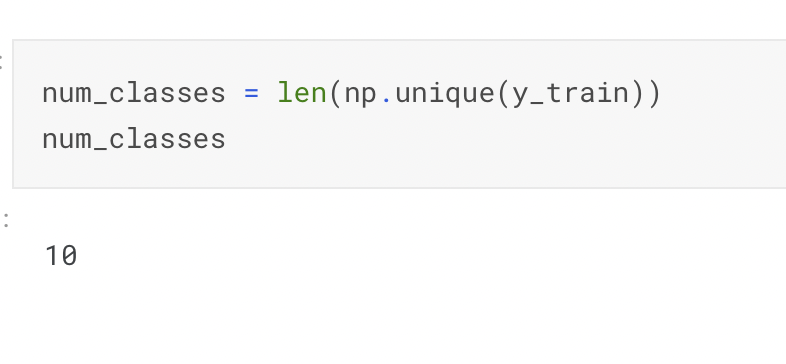 :
num_classes = len(np.unique(y_train))
num_classes
:
10